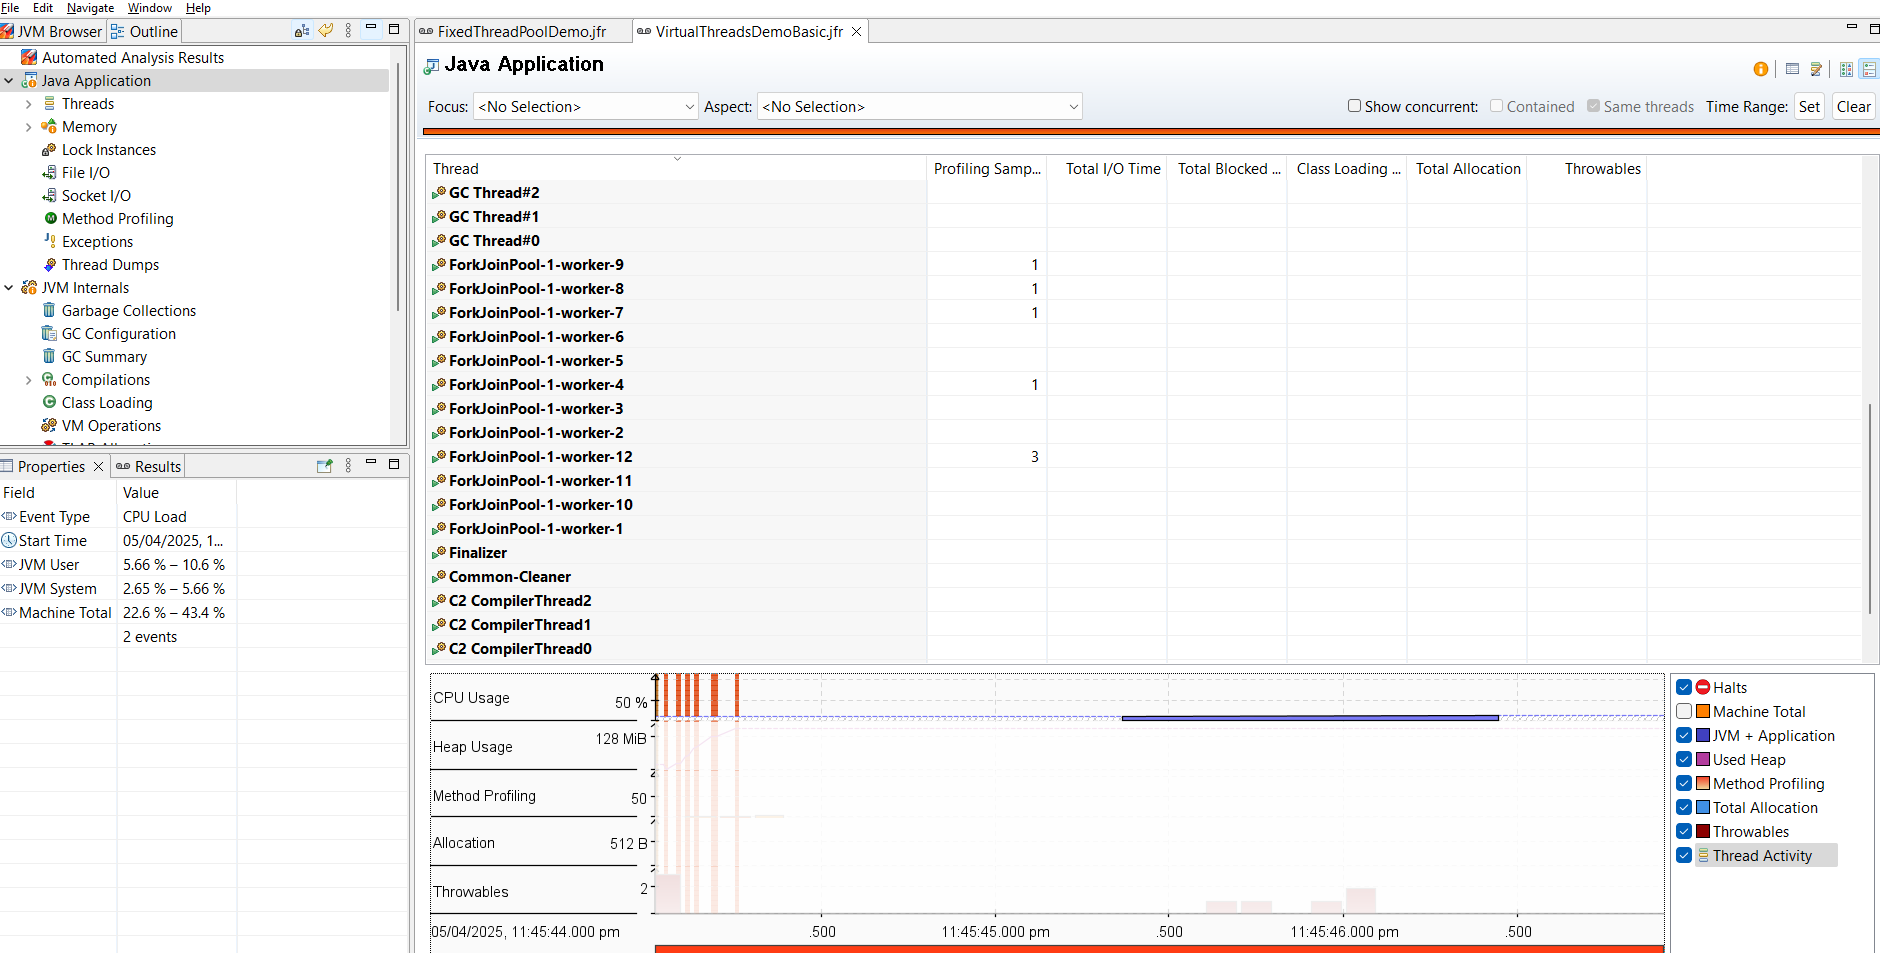 File Edit Navigate Window Help
JVM Browser Outline
Automated Analysis Results
Java Application
Threads
Memory
Lock Instances
File I/O
Socket I/O
Method Profiling
Exceptions
Thread Dumps
JVM Internals
Garbage Collections
GC Configuration
GC Summary
Compilations
Class Loading
VM Operations
Properties Results
Field Value
Event Type CPU Load
Start Time 05/04/2025, 1...
JVM User 5.66 % – 10.6 %
JVM System 2.65 % – 5.66 %
Machine Total 22.6 % – 43.4 %
2 events
FixedThreadPoolDemo.jfr VirtualThreadsDemoBasic.jfr
Java Application
Focus: <No Selection> Aspect: <No Selection> Show concurrent: Contained Same threads Time Range: Set Clear
Thread Profiling Samp... Total I/O Time Total Blocked ... Class Loading ... Total Allocation Throwables
GC Thread#2
GC Thread#1
GC Thread#0
ForkJoinPool-1-worker-9 1
ForkJoinPool-1-worker-8 1
ForkJoinPool-1-worker-7 1
ForkJoinPool-1-worker-6
ForkJoinPool-1-worker-5
ForkJoinPool-1-worker-4 1
ForkJoinPool-1-worker-3
ForkJoinPool-1-worker-2
ForkJoinPool-1-worker-12 3
ForkJoinPool-1-worker-11
ForkJoinPool-1-worker-10
ForkJoinPool-1-worker-1
Finalizer
Common-Cleaner
C2 CompilerThread2
C2 CompilerThread1
C2 CompilerThread0
CPU Usage 50 %
Heap Usage 128 MiB
Method Profiling 50
Allocation 512 B
Throwables 2
05/04/2025, 11:45:44.000 pm .500 11:45:45.000 pm .500 11:45:46.000 pm .500
Halts
Machine Total
JVM + Application
Used Heap
Method Profiling
Total Allocation
Throwables
Thread Activity